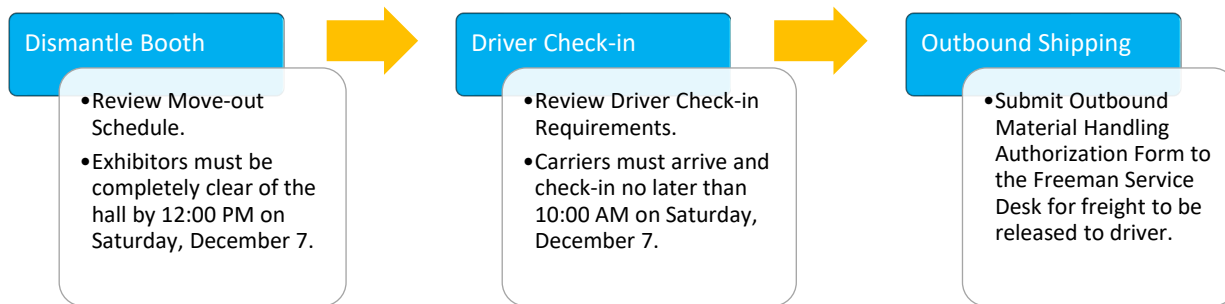 Dismantle Booth
•Review Move-out
Schedule.
•Exhibitors must be
completely clear of the
hall by 12:00 PM on
Saturday, December 7.
Driver Check-in
•Review Driver Check-in
Requirements.
•Carriers must arrive and
check-in no later than
10:00 AM on Saturday,
December 7.
Outbound Shipping
•Submit Outbound
Material Handling
Authorization Form to
the Freeman Service
Desk for freight to be
released to driver.